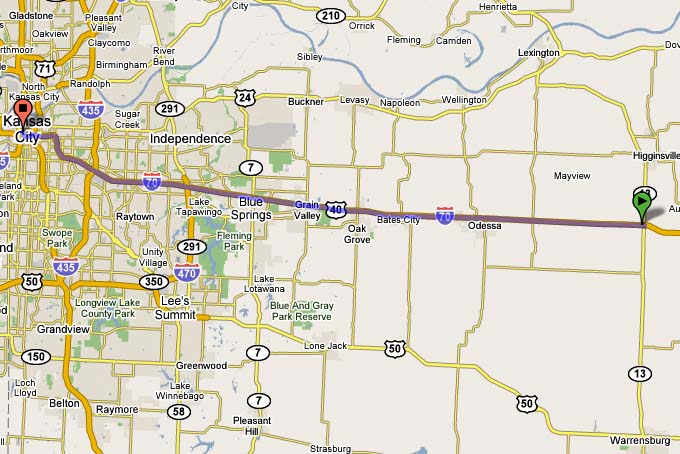 Gladstone
Pleasant
Valley
210
Orrick
Henrietta
Oakview
Fleming
Camden
Claycomo
River
Bend
Lexington
Sibley
71
Birmingham
North
Kansas City
Randolph
24
Buckner
Levasy
Napoleon
Wellington
435
291
Sugar
Creek
Kansas
City
Independence
Higginsville
7
Mayview
70
Lake
Tapawingo
Blue
Springs
Grain
Valley
40
Bates City
70
Odessa
Raytown
Oak
Grove
Swope
Park
Fleming
Park
291
Unity
Village
435
470
50
350
Lake
Lotawana
Longview Lake
County Park
Lee's
Summit
Blue And Gray
Park Reserve
Grandview
Lone Jack
50
150
7
Greenwood
13
Loch
Lloyd
Belton
Lake
Winnebago
Raymore
58
7
50
Pleasant
Hill
Warrensburg
Strasburg